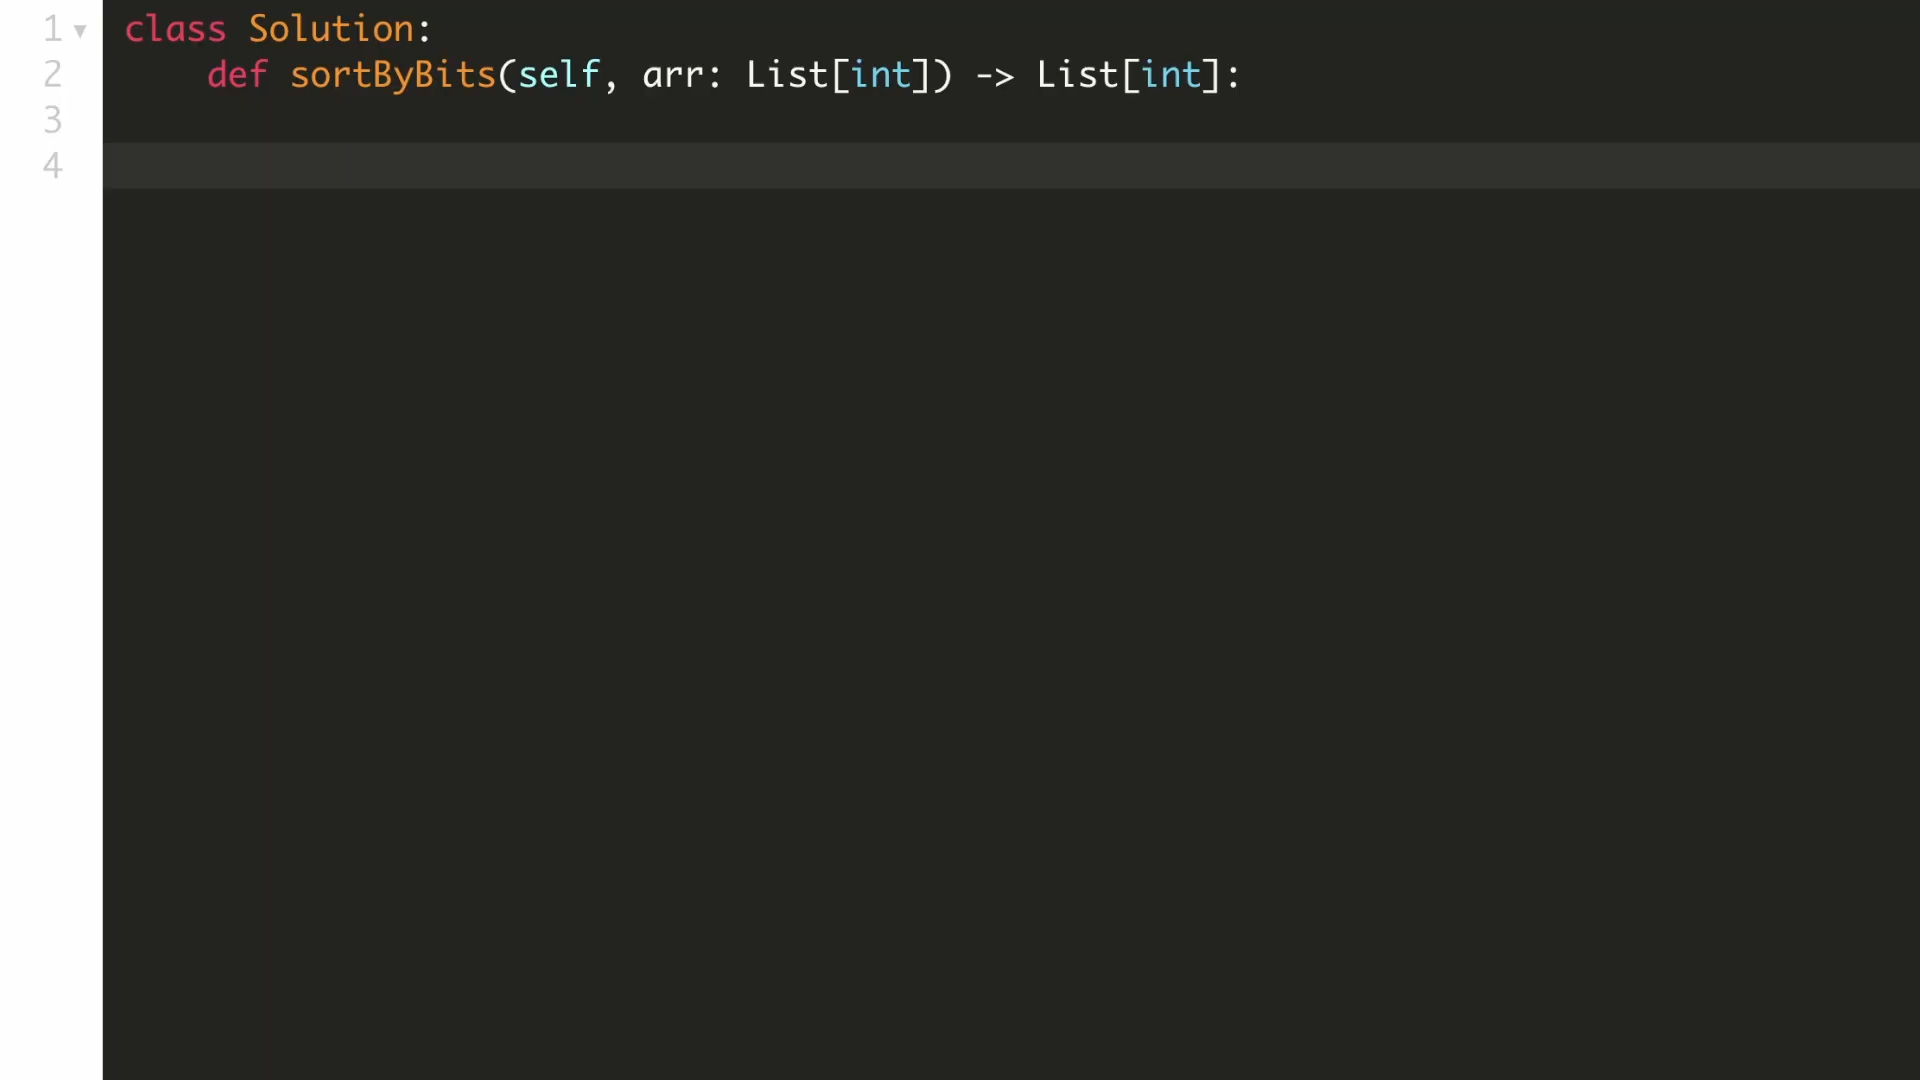 1 class Solution:
2     def sortByBits(self, arr: List[int]) -> List[int]:
3
4